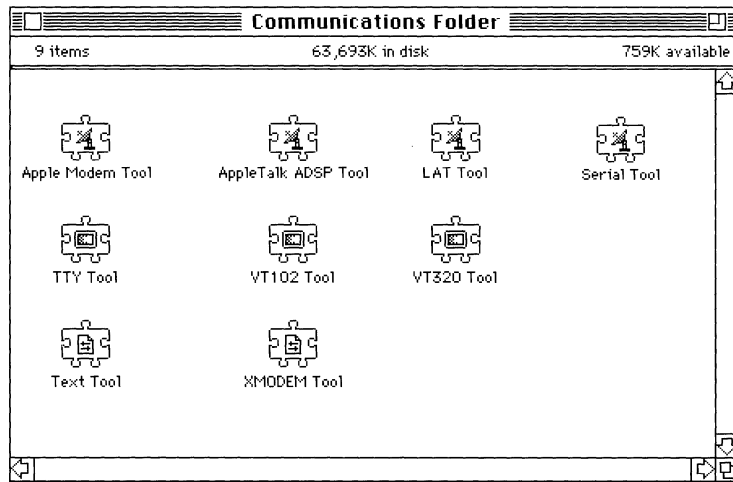 Communications Folder
9 items 63,693K in disk 759K available
Apple Modem Tool AppleTalk ADSP Tool LAT Tool Serial Tool
TTY Tool VT102 Tool VT320 Tool
Text Tool XMODEM Tool